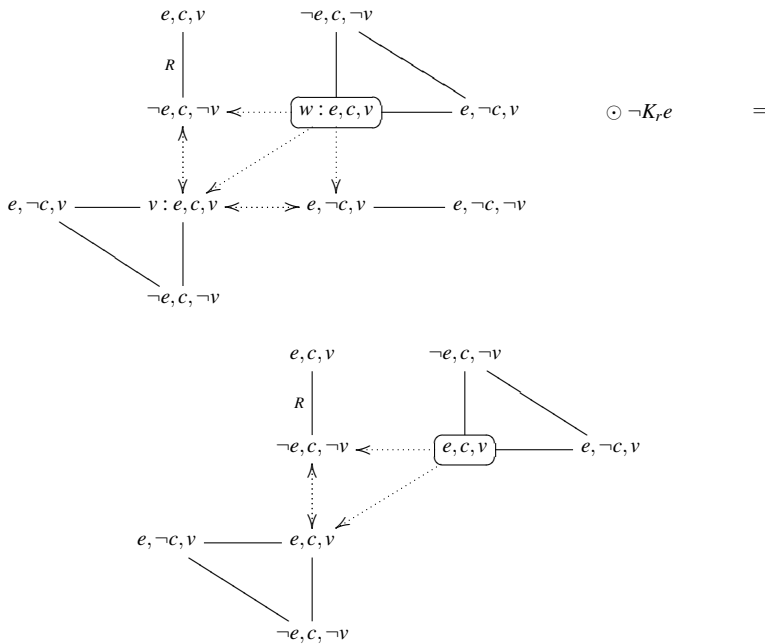 e,c,v ¬e,c,¬v
R
¬e,c,¬v w : e,c,v e,¬c,v ⊙ ¬K_r e =
e,¬c,v v : e,c,v e,¬c,v e,¬c,¬v
¬e,c,¬v
e,c,v ¬e,c,¬v
R
¬e,c,¬v e,c,v e,¬c,v
e,¬c,v e,c,v
¬e,c,¬v